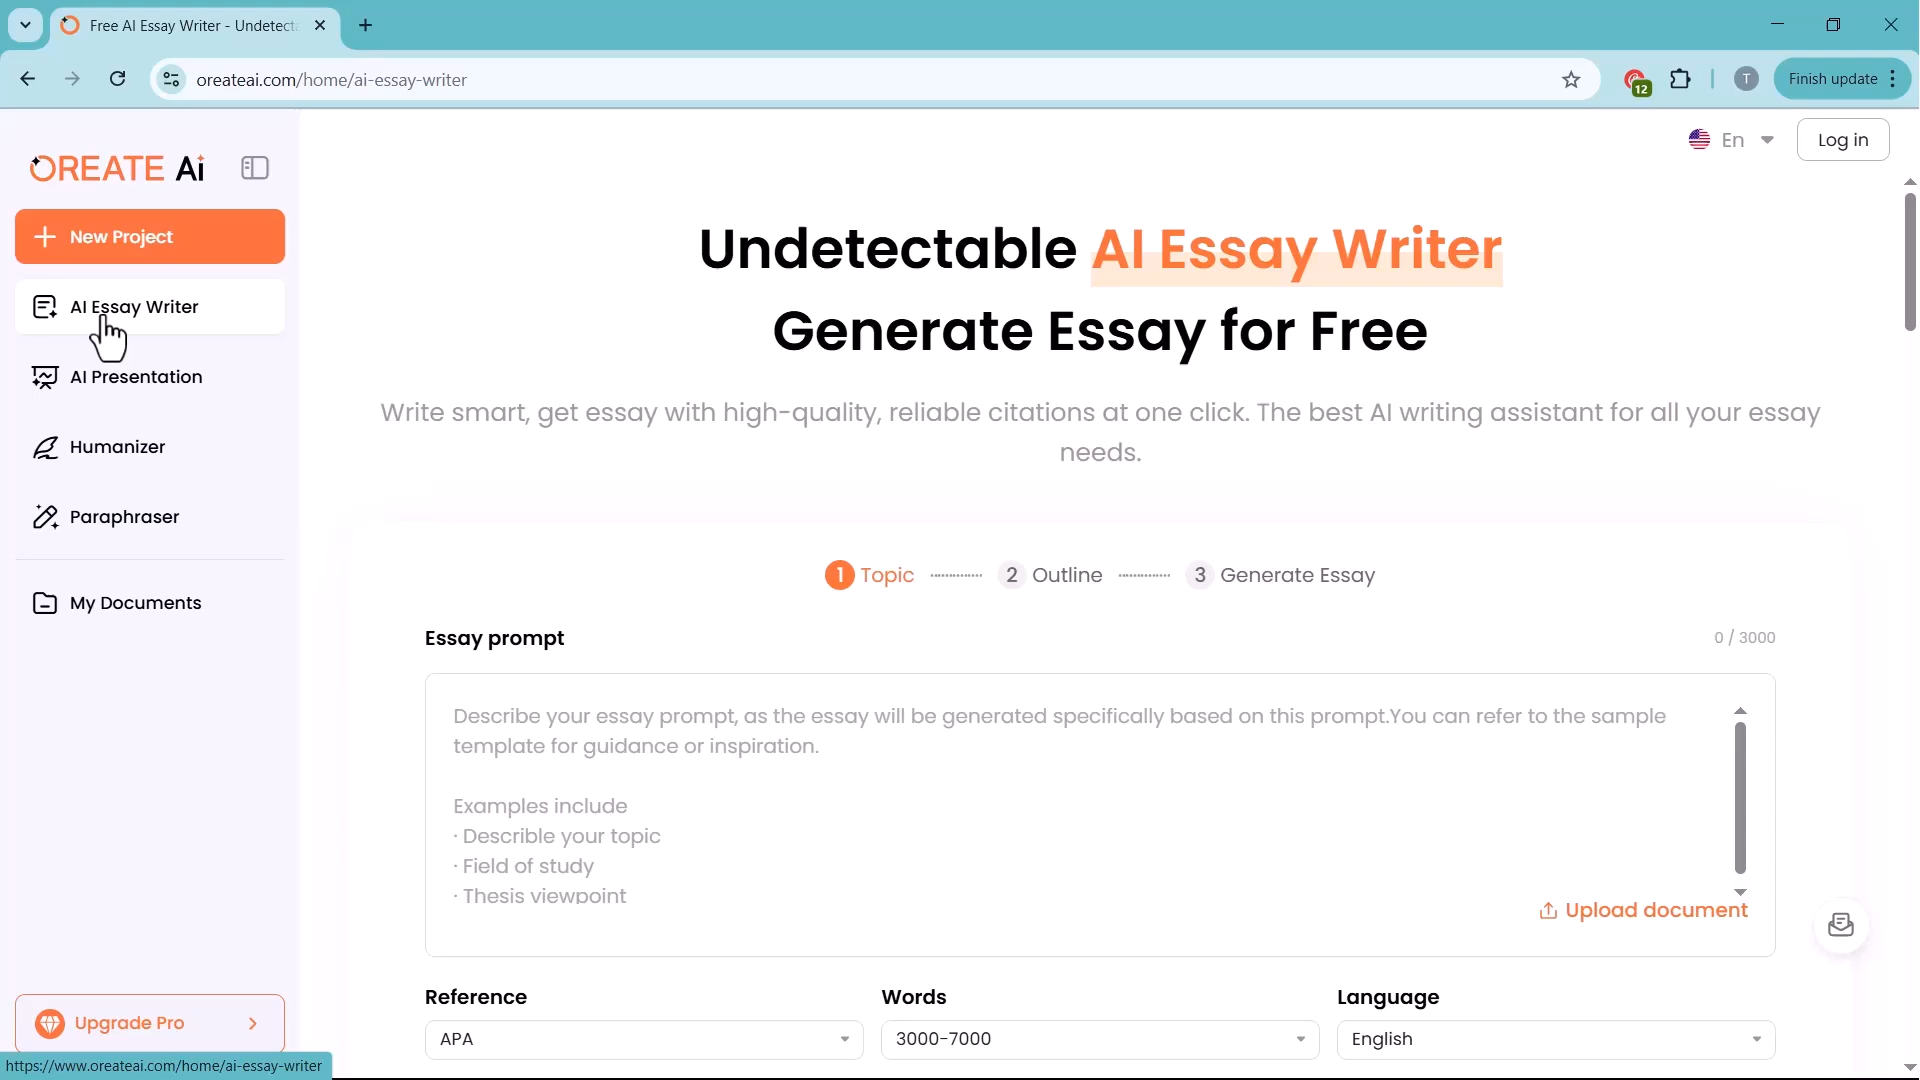 Free AI Essay Writer - Undetecta
oreateai.com/home/ai-essay-writer
12
T
Finish update
OREATE Ai
En
Log in
New Project
AI Essay Writer
AI Presentation
Humanizer
Paraphraser
My Documents
Undetectable AI Essay Writer
Generate Essay for Free
Write smart, get essay with high-quality, reliable citations at one click. The best AI writing assistant for all your essay
needs.
1 Topic 2 Outline 3 Generate Essay
Essay prompt
0 / 3000
Describe your essay prompt, as the essay will be generated specifically based on this prompt.You can refer to the sample
template for guidance or inspiration.
Examples include
· Describle your topic
· Field of study
· Thesis viewpoint
Upload document
Reference
Words
Language
APA
3000-7000
English
Upgrade Pro
https://www.oreateai.com/home/ai-essay-writer